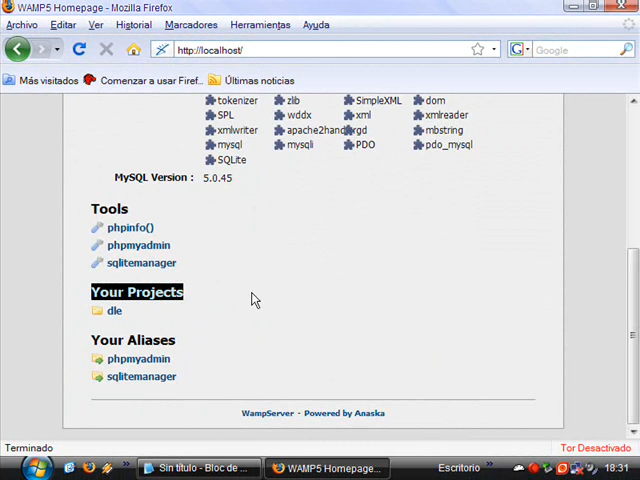 WAMP5 Homepage - Mozilla Firefox
Archivo Editar Ver Historial Marcadores Herramientas Ayuda
http://localhost/
G Google
Más visitados Comenzar a usar Firef... Últimas noticias
tokenizer zlib SimpleXML dom
SPL wddx xml xmlreader
xmlwriter apache2hand gd mbstring
mysql mysqli PDO pdo_mysql
SQLite
MySQL Version : 5.0.45
Tools
phpinfo()
phpmyadmin
sqlitemanager
Your Projects
dle
Your Aliases
phpmyadmin
sqlitemanager
WampServer - Powered by Anaska
Terminado Tor Desactivado
Sin título - Bloc de ... WAMP5 Homepage... Escritorio 18:31